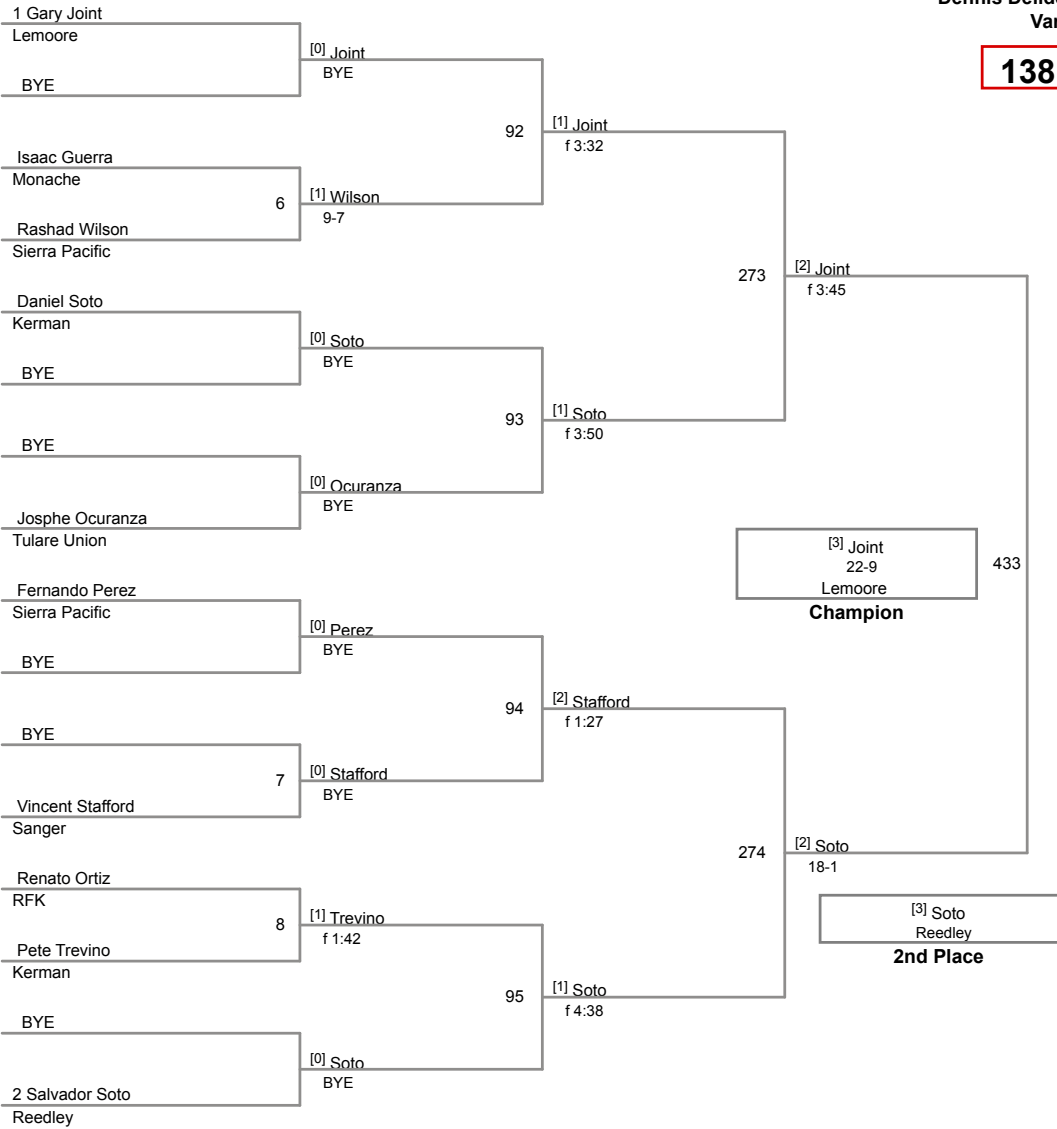 Dennis Delid
Var
138
1 Gary Joint
Lemoore
BYE
[0] Joint
BYE
Isaac Guerra
Monache
6
Rashad Wilson
Sierra Pacific
[1] Wilson
9-7
92
[1] Joint
f 3:32
Daniel Soto
Kerman
BYE
[0] Soto
BYE
BYE
Josphe Ocuranza
Tulare Union
[0] Ocuranza
BYE
93
[1] Soto
f 3:50
273
[2] Joint
f 3:45
Fernando Perez
Sierra Pacific
BYE
[0] Perez
BYE
BYE
7
Vincent Stafford
Sanger
[0] Stafford
BYE
94
[2] Stafford
f 1:27
Renato Ortiz
RFK
8
Pete Trevino
Kerman
[1] Trevino
f 1:42
BYE
2 Salvador Soto
Reedley
[0] Soto
BYE
95
[1] Soto
f 4:38
274
[2] Soto
18-1
433
[3] Joint
22-9
Lemoore
Champion
[3] Soto
Reedley
2nd Place